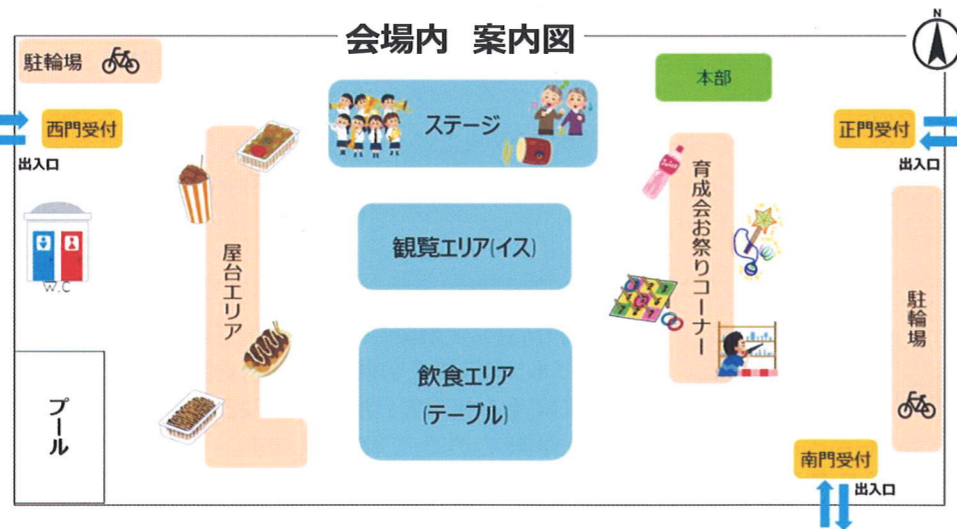 会場内 案内図
N
駐輪場
本部
ステージ
西門受付
出入口
正門受付
出入口
W.C
屋台エリア
観覧エリア(イス)
育成会お祭りコーナー
駐輪場
飲食エリア
(テーブル)
プール
南門受付
出入口